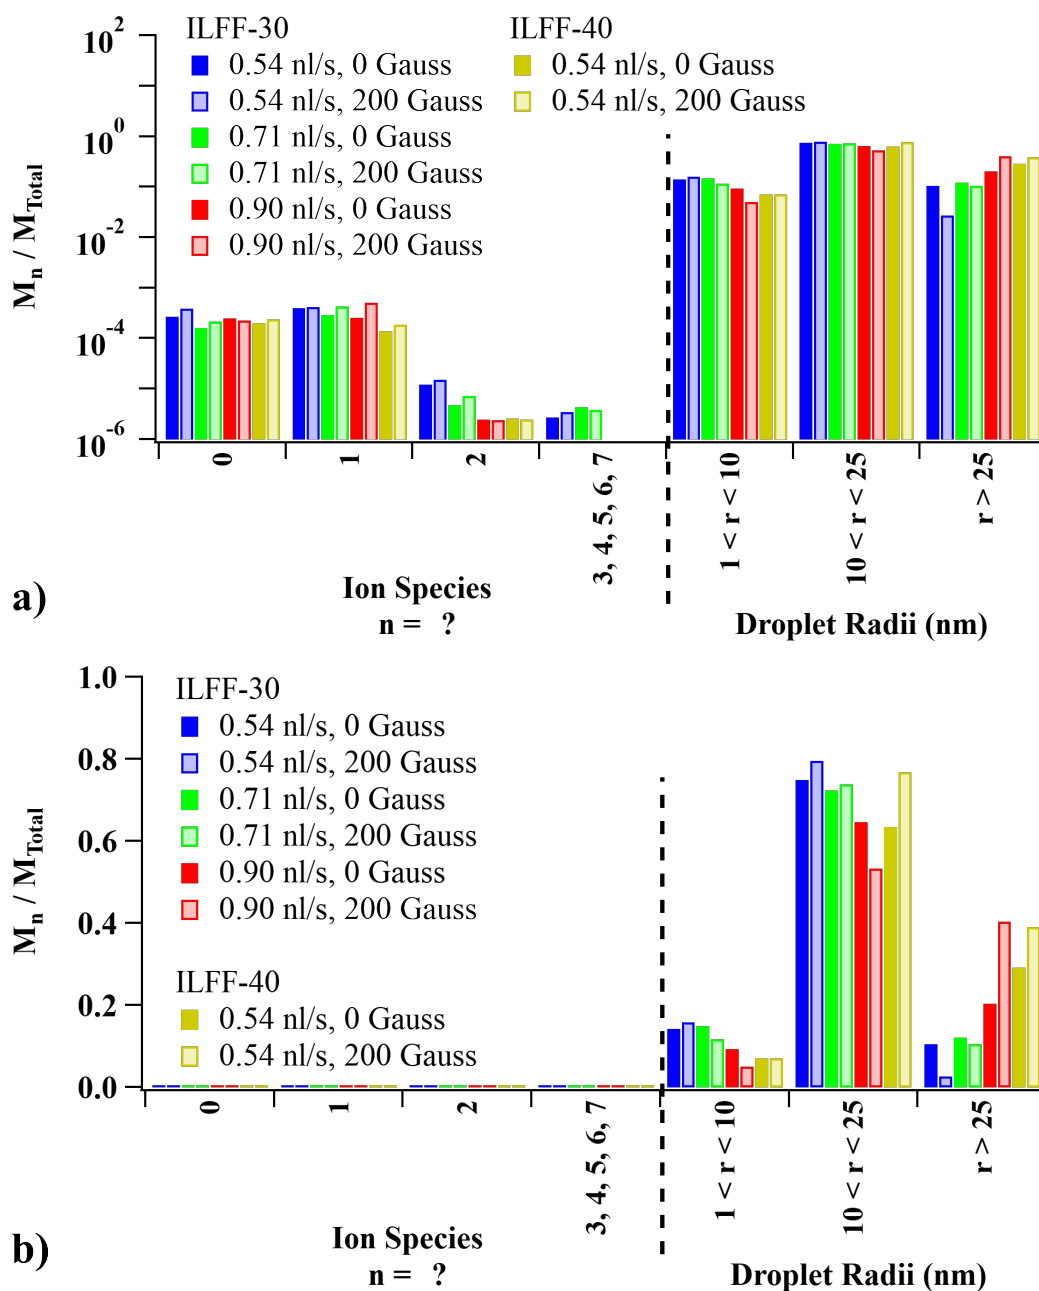 ILFF-30
0.54 nl/s, 0 Gauss
0.54 nl/s, 200 Gauss
0.71 nl/s, 0 Gauss
0.71 nl/s, 200 Gauss
0.90 nl/s, 0 Gauss
0.90 nl/s, 200 Gauss
ILFF-40
0.54 nl/s, 0 Gauss
0.54 nl/s, 200 Gauss
10^2
10^0
10^-2
10^-4
10^-6
M_n / M_Total
0
1
2
3, 4, 5, 6, 7
1 < r < 10
10 < r < 25
r > 25
Ion Species
n = ?
Droplet Radii (nm)
a)
ILFF-30
0.54 nl/s, 0 Gauss
0.54 nl/s, 200 Gauss
0.71 nl/s, 0 Gauss
0.71 nl/s, 200 Gauss
0.90 nl/s, 0 Gauss
0.90 nl/s, 200 Gauss
ILFF-40
0.54 nl/s, 0 Gauss
0.54 nl/s, 200 Gauss
1.0
0.8
0.6
0.4
0.2
0.0
M_n / M_Total
0
1
2
3, 4, 5, 6, 7
1 < r < 10
10 < r < 25
r > 25
Ion Species
n = ?
Droplet Radii (nm)
b)